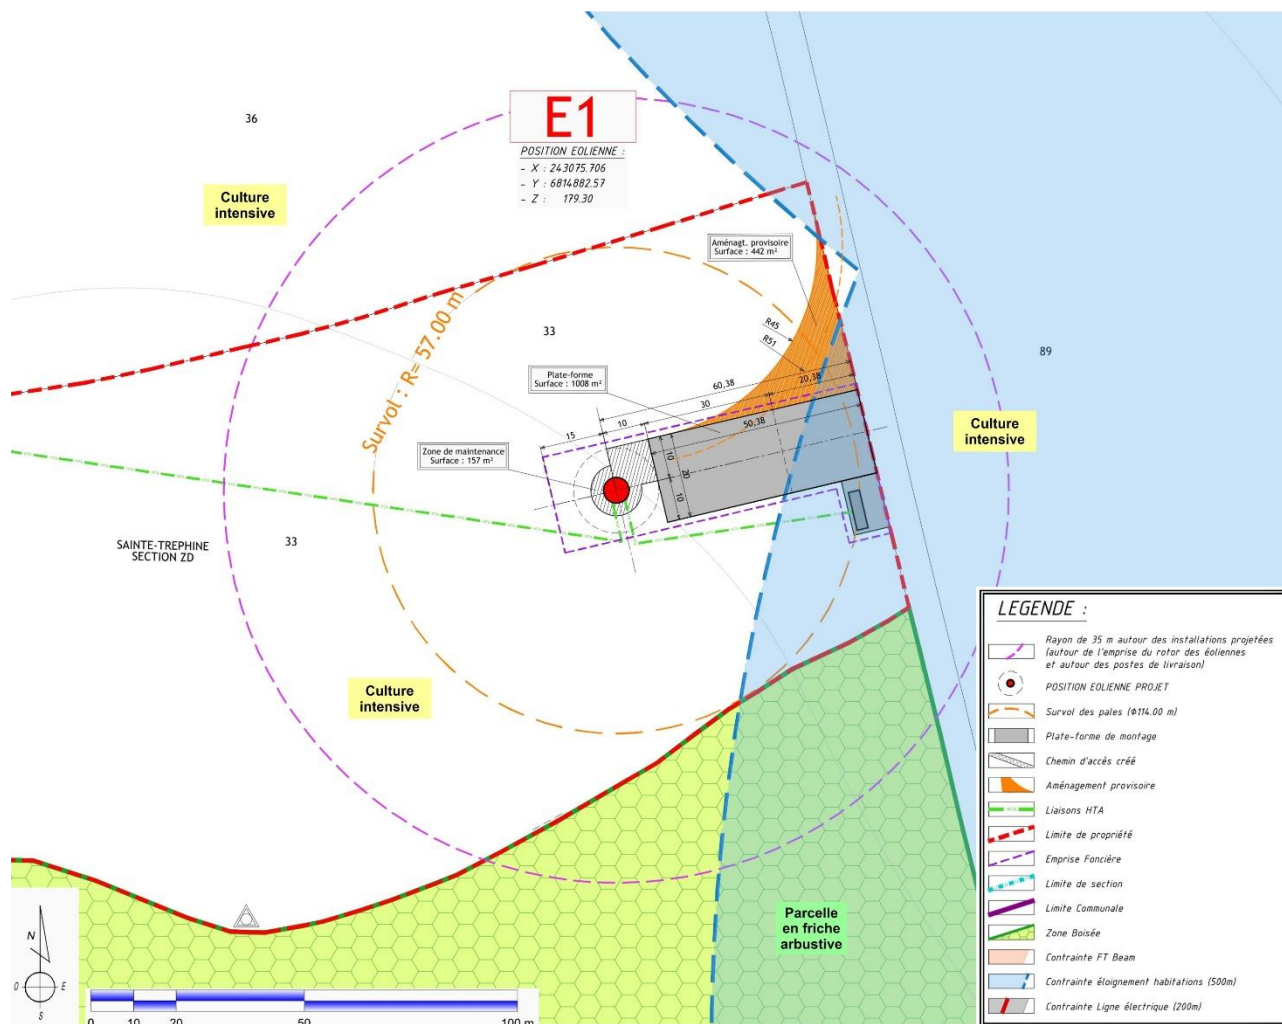 E1
POSITION EOLIENNE :
- X : 243075.706
- Y : 6814882.57
- Z : 179.30
36
Culture
intensive
Aménagt. provisoire
Surface : 442 m²
Survol : R= 57.00 m
33
R45
R51
89
Plate-forme
Surface : 1008 m²
60,38
20,38
30
10
15
50,38
Culture
intensive
Zone de maintenance
Surface : 157 m²
10
20
10
SAINTE-TREPHINE
SECTION ZD
33
Culture
intensive
Parcelle
en friche
arbustive
N
O
E
S
0
10
20
50
100 m
LEGENDE :
Rayon de 35 m autour des installations projetées
(autour de l'emprise du rotor des éoliennes
et autour des postes de livraison)
POSITION EOLIENNE PROJET
Survol des pales (Φ114.00 m)
Plate-forme de montage
Chemin d'accès créé
Aménagement provisoire
Liaisons HTA
Limite de propriété
Emprise Foncière
Limite de section
Limite Communale
Zone Boisée
Contrainte FT Beam
Contrainte éloignement habitations (500m)
Contrainte Ligne électrique (200m)